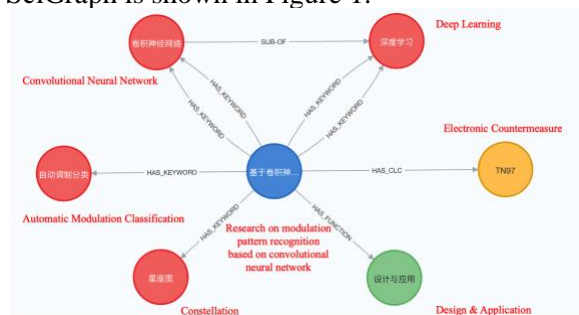 SciGraph is shown in Figure 1.
Deep Learning
卷积神经网络
SUB-OF
深度学习
Convolutional Neural Network
HAS_KEYWORD
HAS_KEYWORD
HAS_KEYWORD
HAS_KEYWORD
Electronic Countermeasure
自动调制分类
HAS_KEYWORD
基于卷积神...
HAS_CLC
TN97
Automatic Modulation Classification
HAS_KEYWORD
HAS_FUNCTION
Research on modulation
pattern recognition
based on convolutional
neural network
星座图
设计与应用
Constellation
Design & Application